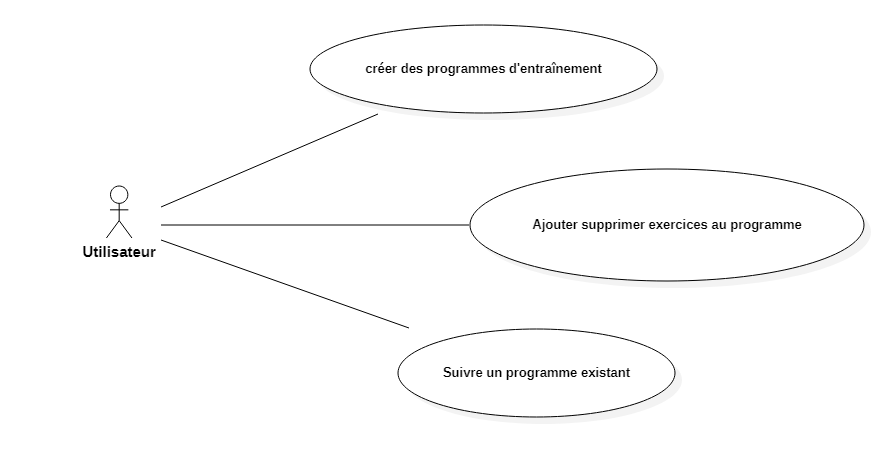 créer des programmes d'entraînement
Ajouter supprimer exercices au programme
Utilisateur
Suivre un programme existant